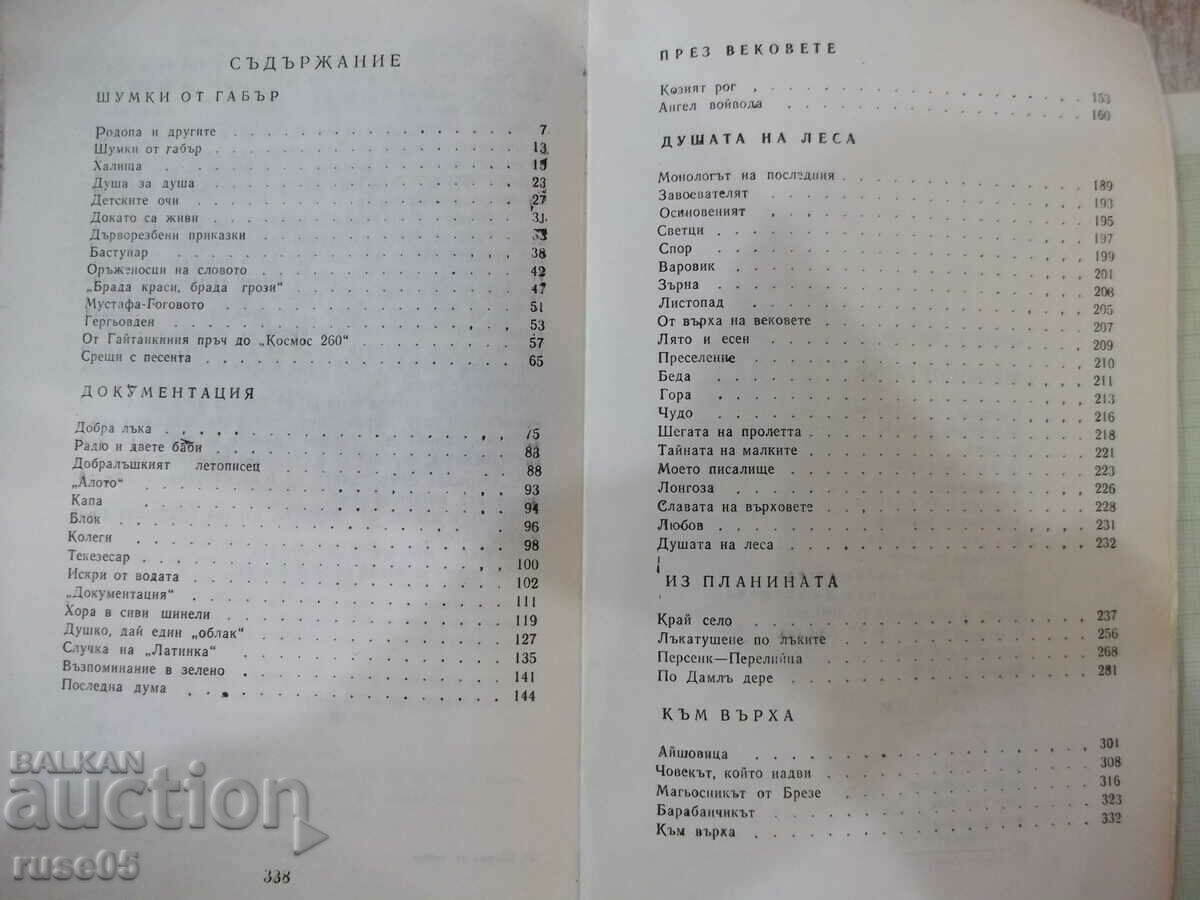 СЪДЪРЖАНИЕ
ШУМКИ ОТ ГАБЪР
Родопа и другите . . . 7
Шумки от габър . . . 13
Халища . . . 15
Душа за душа . . . 23
Детските очи . . . 27
Докато са живи . . . 31
Дърворезбени приказки . . . 33
Бастунар . . . 38
Оръженосци на словото . . . 42
„Брада краси, брада грози“ . . . 47
Мустафа-Гоговото . . . 51
Гергьовден . . . 53
От Гайтанкиния пръч до „Космос 260“ . . . 57
Срещи с песента . . . 65
ДОКУМЕНТАЦИЯ
Добра лъка . . . 75
Радю и двете баби . . . 83
Добралъшкият летописец . . . 88
„Алото“ . . . 93
Капа . . . 94
Блок . . . 96
Колеги . . . 98
Текезесар . . . 100
Искри от водата . . . 102
„Документация“ . . . 111
Хора в сиви шинели . . . 119
Душко, дай един „облак“ . . . 127
Случка на „Латинка“ . . . 135
Възпоминание в зелено . . . 141
Последна дума . . . 144
338
ПРЕЗ ВЕКОВЕТЕ
Козият рог . . . 153
Ангел войвода . . . 160
ДУШАТА НА ЛЕСА
Монологът на последния . . . 189
Завоевателят . . . 193
Осиновеният . . . 195
Светци . . . 197
Спор . . . 199
Варовик . . . 201
Зърна . . . 203
Листопад . . . 205
От върха на вековете . . . 207
Лято и есен . . . 209
Преселение . . . 210
Беда . . . 211
Гора . . . 213
Чудо . . . 216
Шегата на пролетта . . . 218
Тайната на малките . . . 221
Моето писалище . . . 223
Лонгоза . . . 226
Славата на върховете . . . 228
Любов . . . 231
Душата на леса . . . 232
ИЗ ПЛАНИНАТА
Край село . . . 237
Лъкатушене по лъките . . . 256
Персенк—Перелийца . . . 268
По Дамлъ дере . . . 281
КЪМ ВЪРХА
Айшовица . . . 301
Човекът, който надви . . . 308
Магьосникът от Брезе . . . 316
Барабанчикът . . . 323
Към върха . . . 332
BALKAN
auction
ruse05